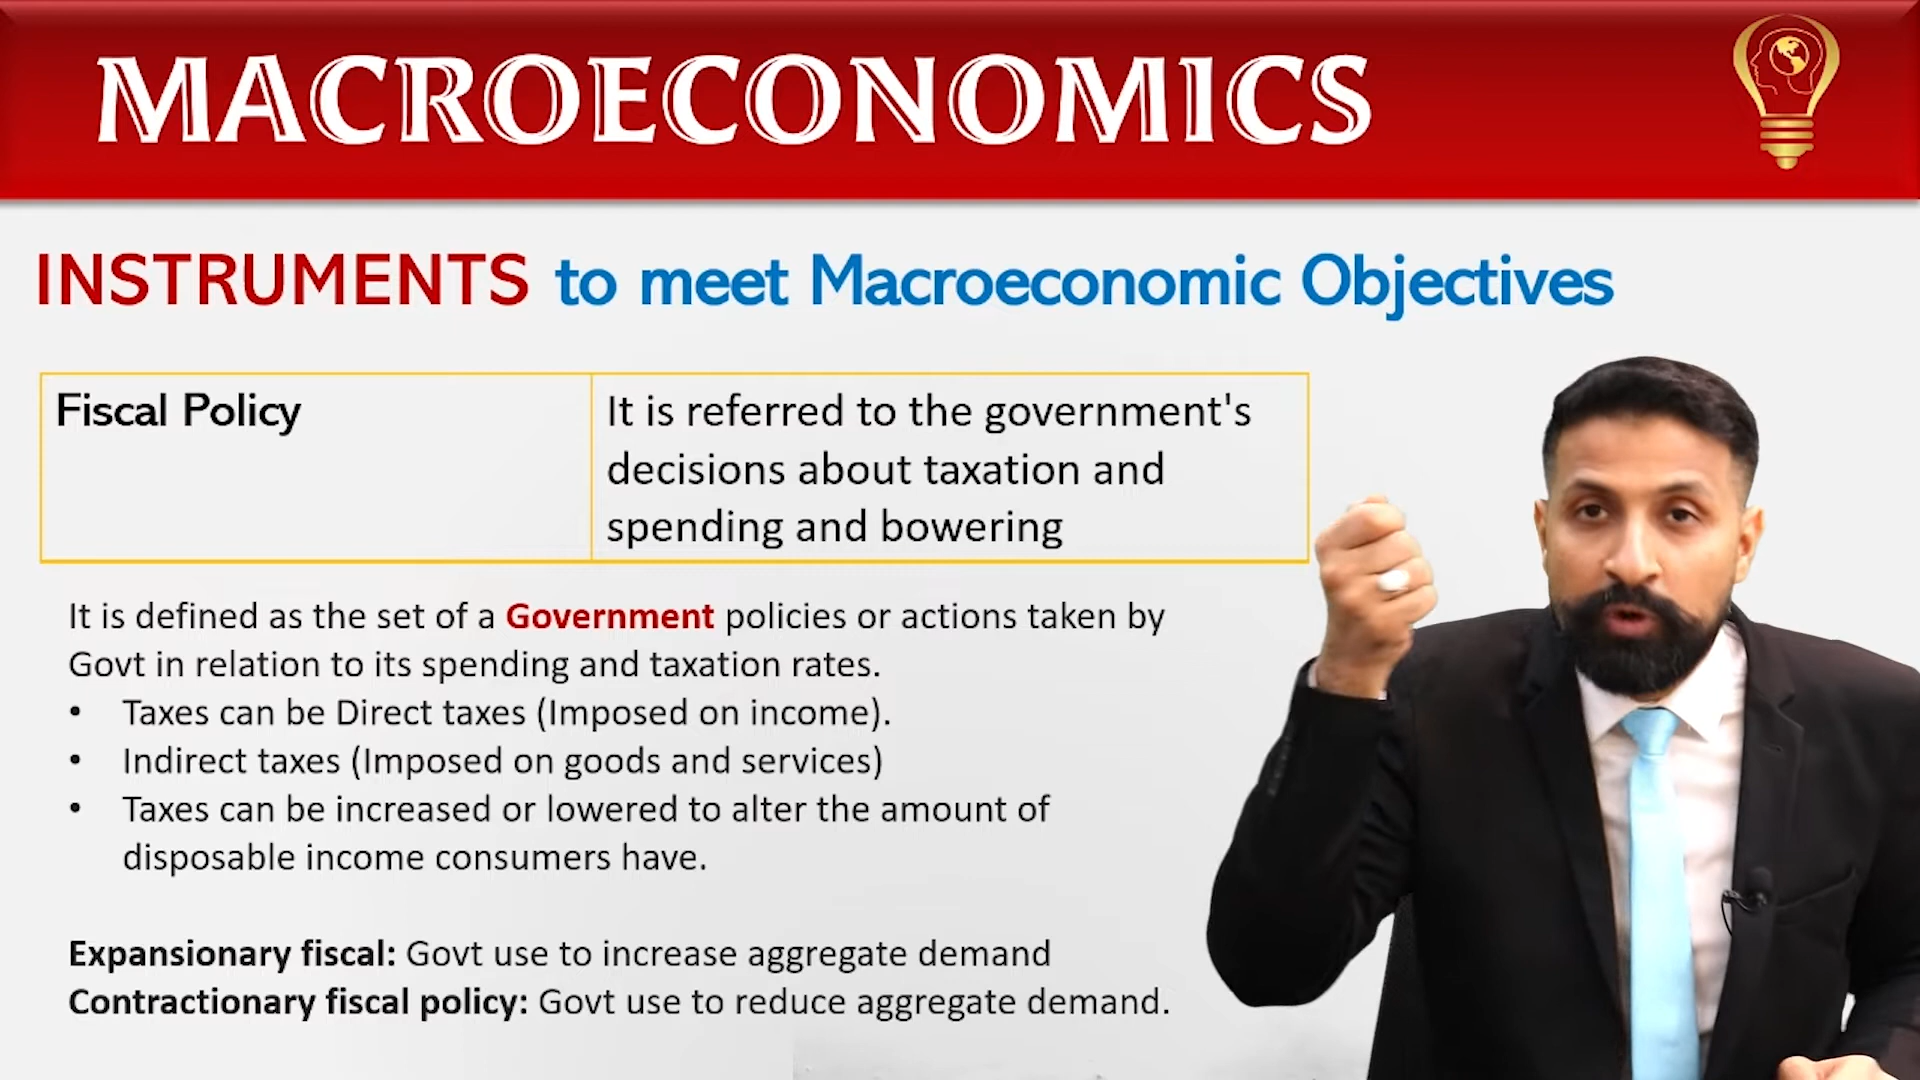 MACROECONOMICS
INSTRUMENTS to meet Macroeconomic Objectives
Fiscal Policy
It is referred to the government's
decisions about taxation and
spending and bowering
It is defined as the set of a Government policies or actions taken by
Govt in relation to its spending and taxation rates.
• Taxes can be Direct taxes (Imposed on income).
• Indirect taxes (Imposed on goods and services)
• Taxes can be increased or lowered to alter the amount of
disposable income consumers have.
Expansionary fiscal: Govt use to increase aggregate demand
Contractionary fiscal policy: Govt use to reduce aggregate demand.